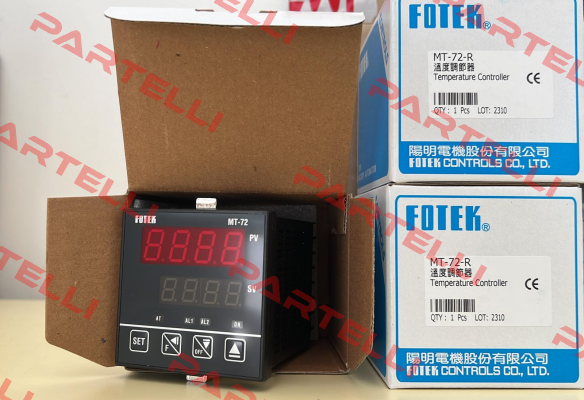 FOTEK®
MT-72-R
溫度調節器
Temperature Controller
CE
QTY : 1 Pcs LOT: 2310
陽明電機股份有限公司
FOTEK CONTROLS CO., LTD.
FOTEK®
MT-72-R
溫度調節器
Temperature Controller
CE
QTY : 1 Pcs LOT: 2310
陽明電機股份有限公司
FOTEK CONTROLS CO., LTD.
FOTEK
MT-72
8.8.8.8
PV
8.8.8.8
SV
AT AL1 AL2 OH
SET F OFF
PARTELLI
PARTELLI
PARTELLI
PARTELLI
PARTELLI